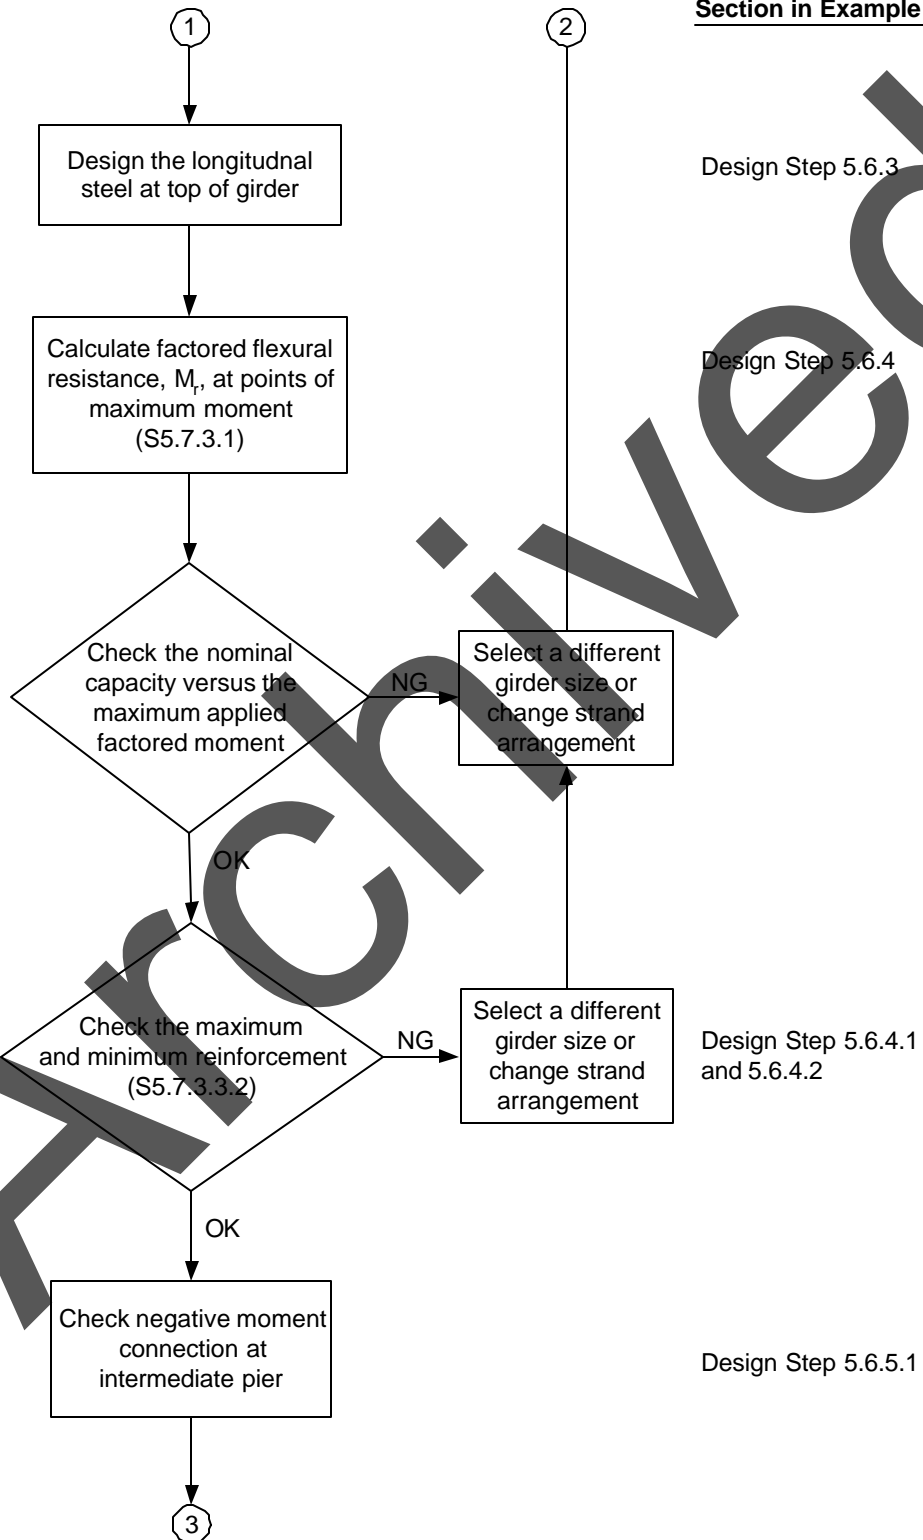 1
2
Section in Example
Design the longitudnal
steel at top of girder
Design Step 5.6.3
Calculate factored flexural
resistance, Mr, at points of
maximum moment
(S5.7.3.1)
Design Step 5.6.4
Check the nominal
capacity versus the
maximum applied
factored moment
NG
Select a different
girder size or
change strand
arrangement
OK
Check the maximum
and minimum reinforcement
(S5.7.3.3.2)
NG
Select a different
girder size or
change strand
arrangement
Design Step 5.6.4.1
and 5.6.4.2
OK
Check negative moment
connection at
intermediate pier
Design Step 5.6.5.1
3
Archived